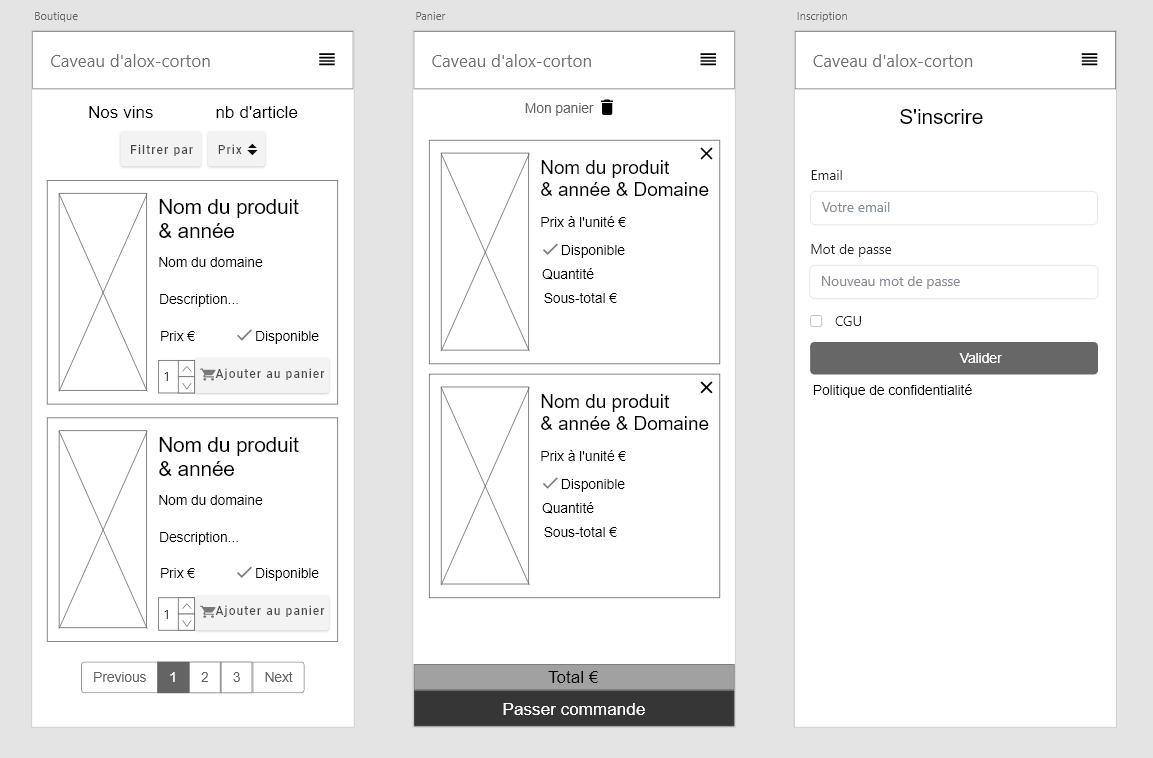 Boutique
Caveau d'alox-corton
Nos vins
nb d'article
Filtrer par
Prix
Nom du produit
& année
Nom du domaine
Description...
Prix €
Disponible
1
Ajouter au panier
Nom du produit
& année
Nom du domaine
Description...
Prix €
Disponible
1
Ajouter au panier
Previous
1
2
3
Next
Panier
Caveau d'alox-corton
Mon panier
Nom du produit
& année & Domaine
Prix à l'unité €
Disponible
Quantité
Sous-total €
Nom du produit
& année & Domaine
Prix à l'unité €
Disponible
Quantité
Sous-total €
Total €
Passer commande
Inscription
Caveau d'alox-corton
S'inscrire
Email
Votre email
Mot de passe
Nouveau mot de passe
CGU
Valider
Politique de confidentialité